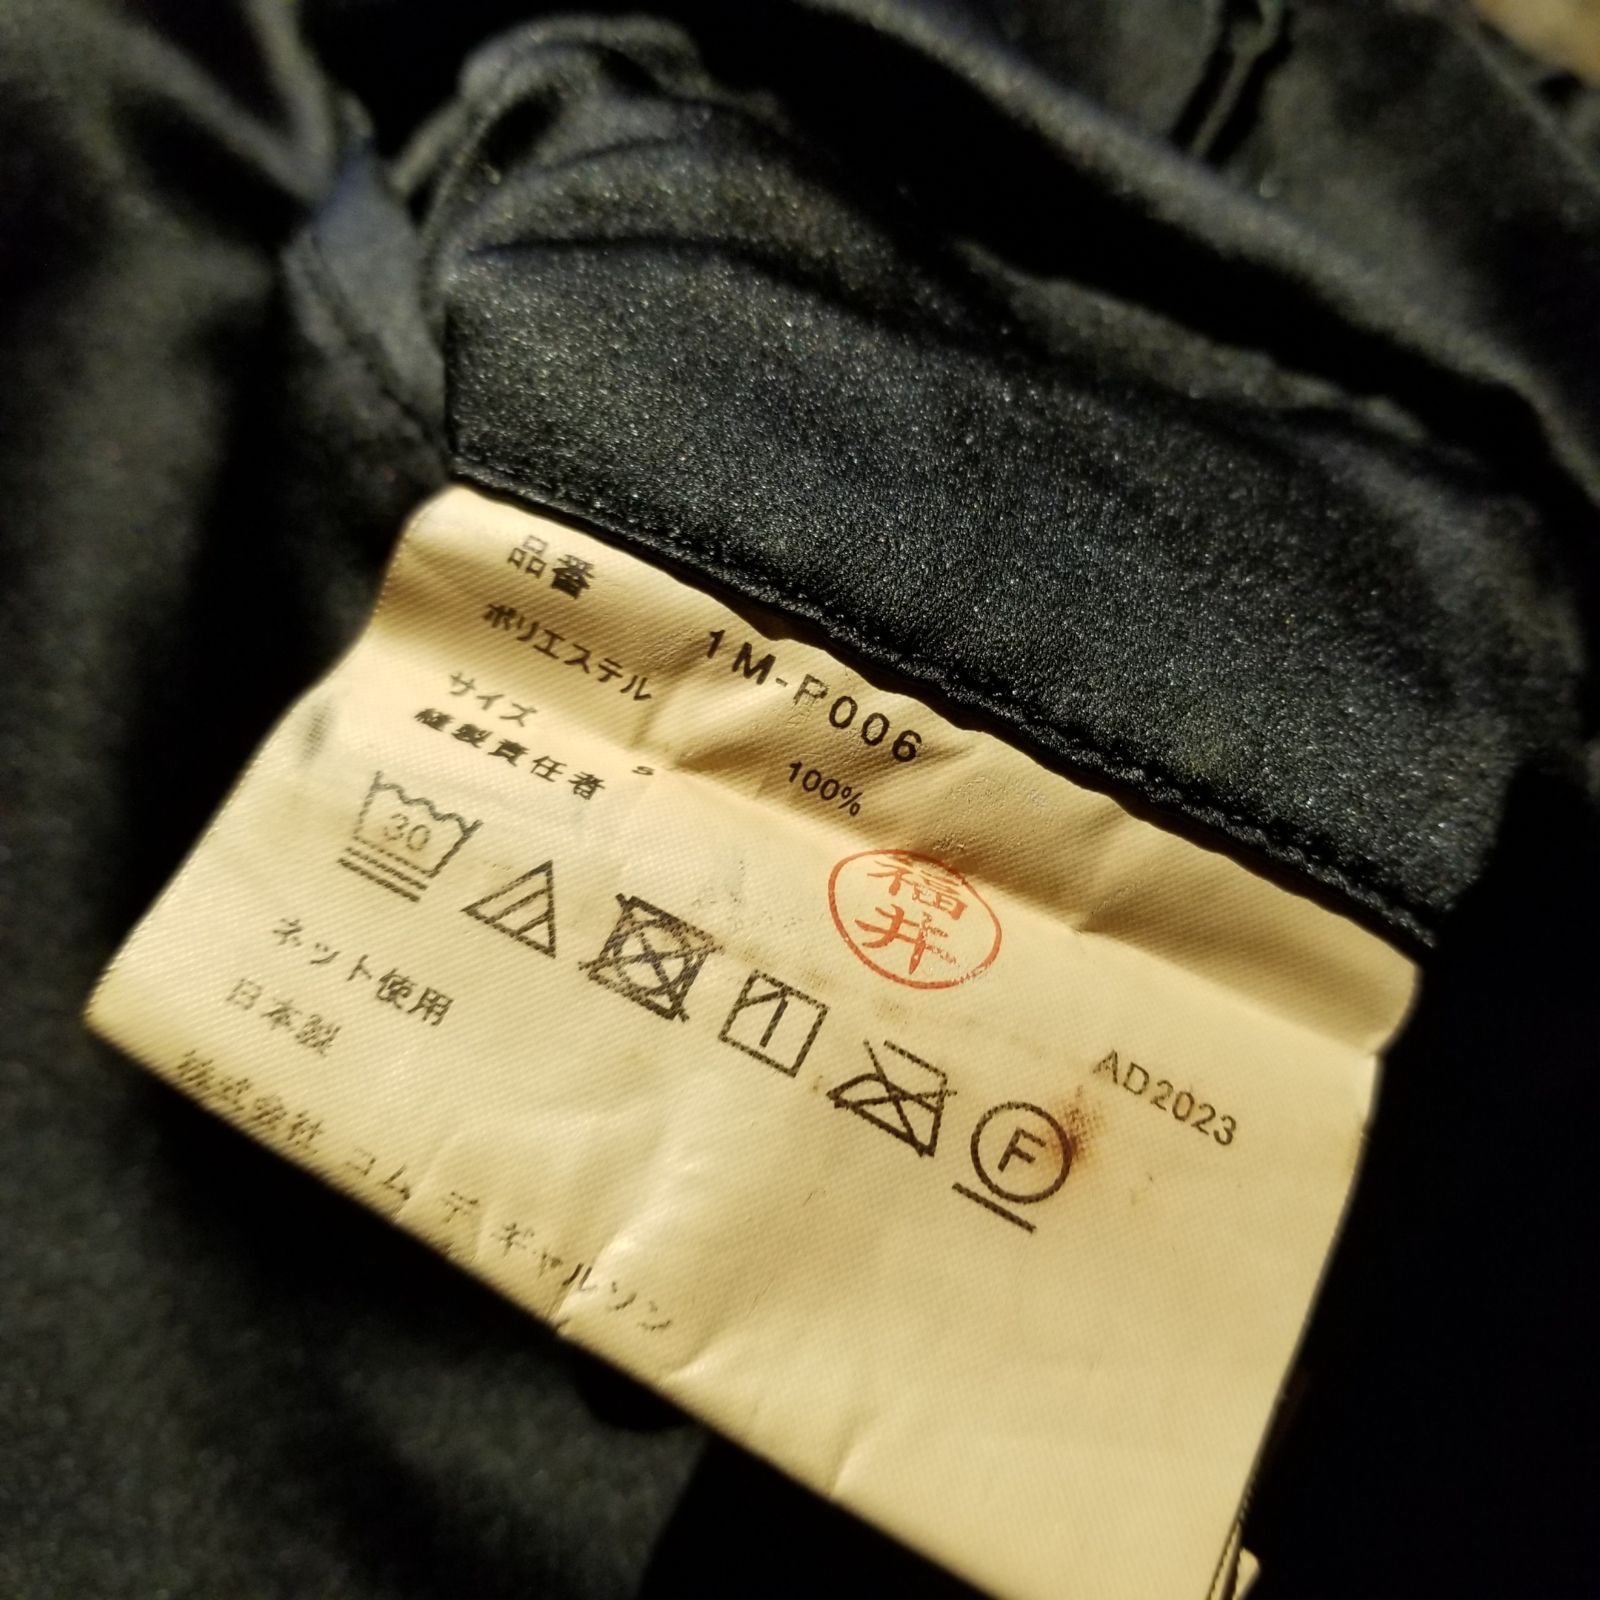 品番 1M-P006
ポリエステル 100%
サイズ S
縫製責任者 福井
30
F
AD2023
ネット使用
日本製
株式会社 コム デ ギャルソン